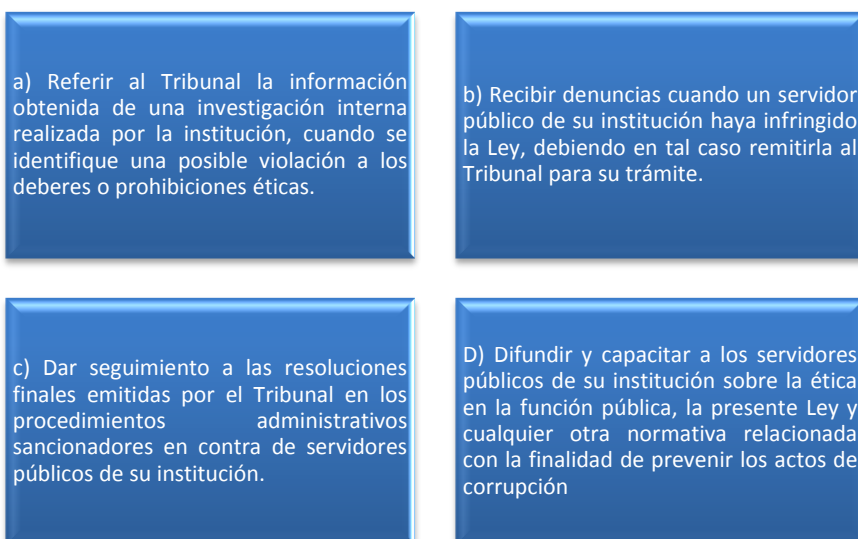 a) Referir al Tribunal la información
obtenida de una investigación interna
realizada por la institución, cuando se
identifique una posible violación a los
deberes o prohibiciones éticas.
b) Recibir denuncias cuando un servidor
público de su institución haya infringido
la Ley, debiendo en tal caso remitirla al
Tribunal para su trámite.
c) Dar seguimiento a las resoluciones
finales emitidas por el Tribunal en los
procedimientos administrativos
sancionadores en contra de servidores
públicos de su institución.
D) Difundir y capacitar a los servidores
públicos de su institución sobre la ética
en la función pública, la presente Ley y
cualquier otra normativa relacionada
con la finalidad de prevenir los actos de
corrupción